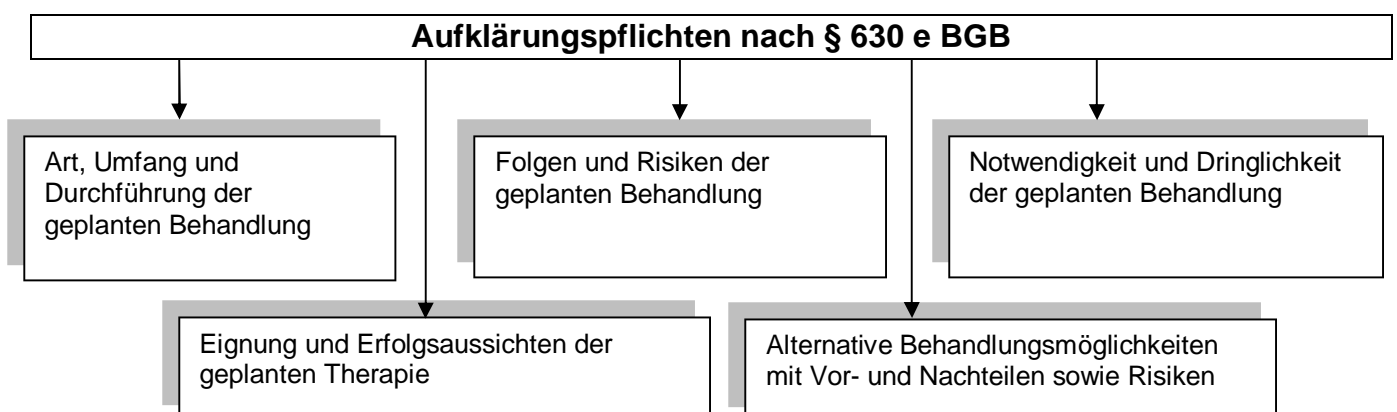 Aufklärungspflichten nach § 630 e BGB
Art, Umfang und
Durchführung der
geplanten Behandlung
Folgen und Risiken der
geplanten Behandlung
Notwendigkeit und Dringlichkeit
der geplanten Behandlung
Eignung und Erfolgsaussichten der
geplanten Therapie
Alternative Behandlungsmöglichkeiten
mit Vor- und Nachteilen sowie Risiken